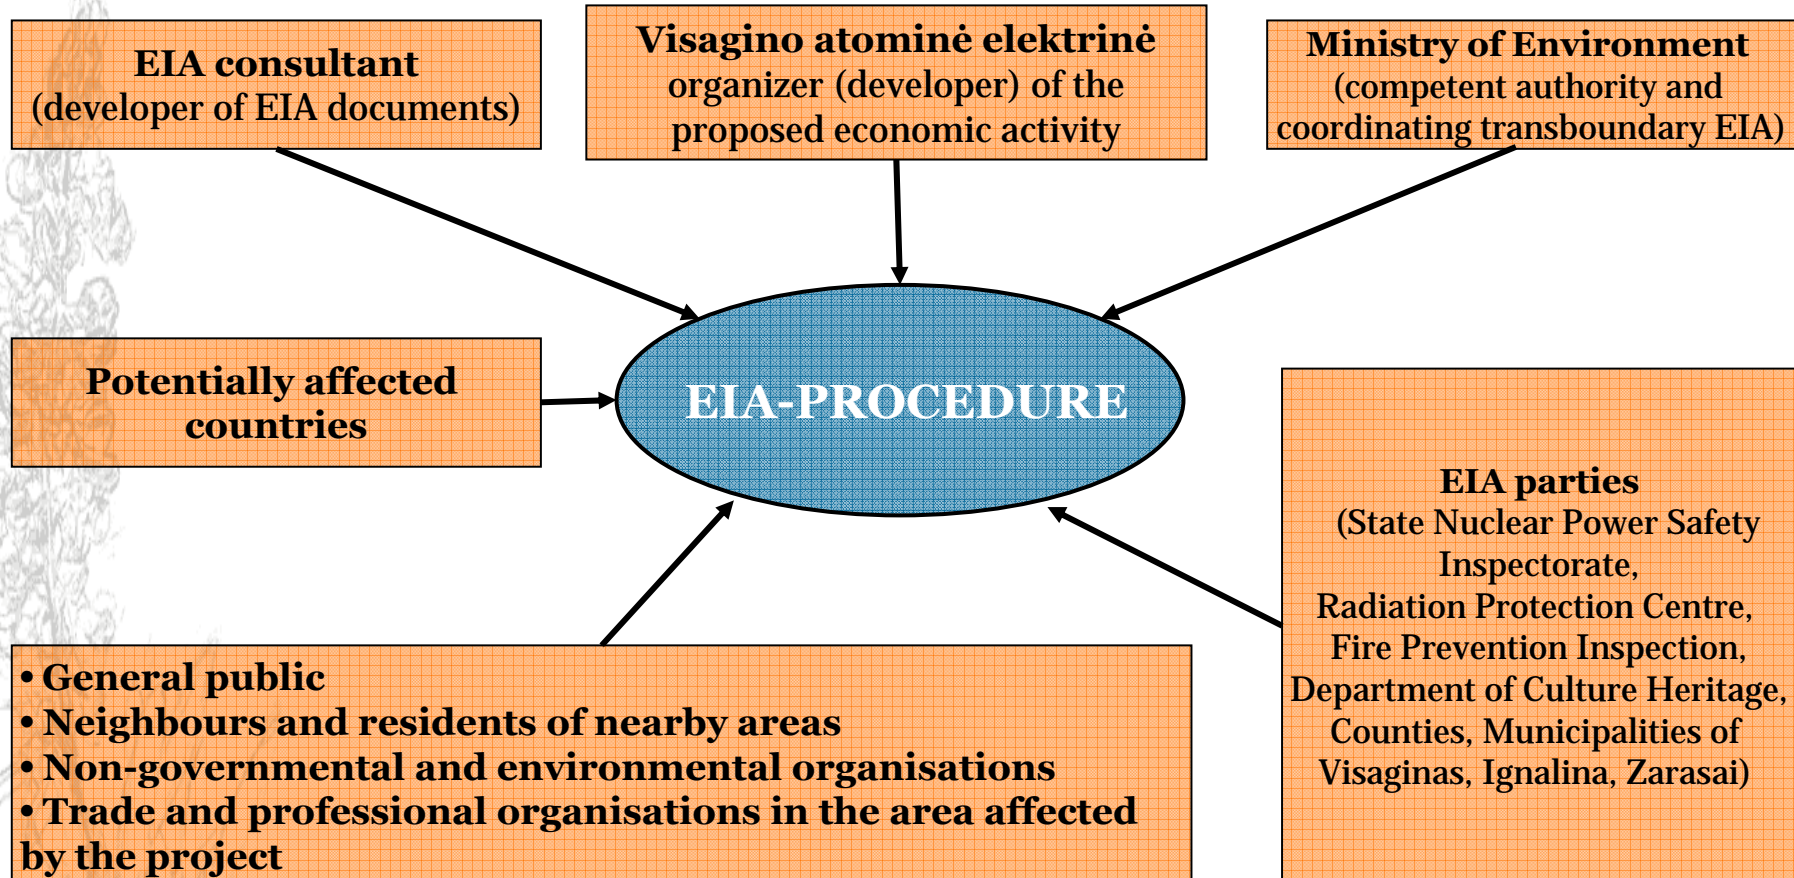 EIA consultant
(developer of EIA documents)
Visagino atominė elektrinė
organizer (developer) of the
proposed economic activity
Ministry of Environment
(competent authority and
coordinating transboundary EIA)
Potentially affected
countries
EIA-PROCEDURE
EIA parties
(State Nuclear Power Safety
Inspectorate,
Radiation Protection Centre,
Fire Prevention Inspection,
Department of Culture Heritage,
Counties, Municipalities of
Visaginas, Ignalina, Zarasai)
• General public
• Neighbours and residents of nearby areas
• Non-governmental and environmental organisations
• Trade and professional organisations in the area affected
by the project